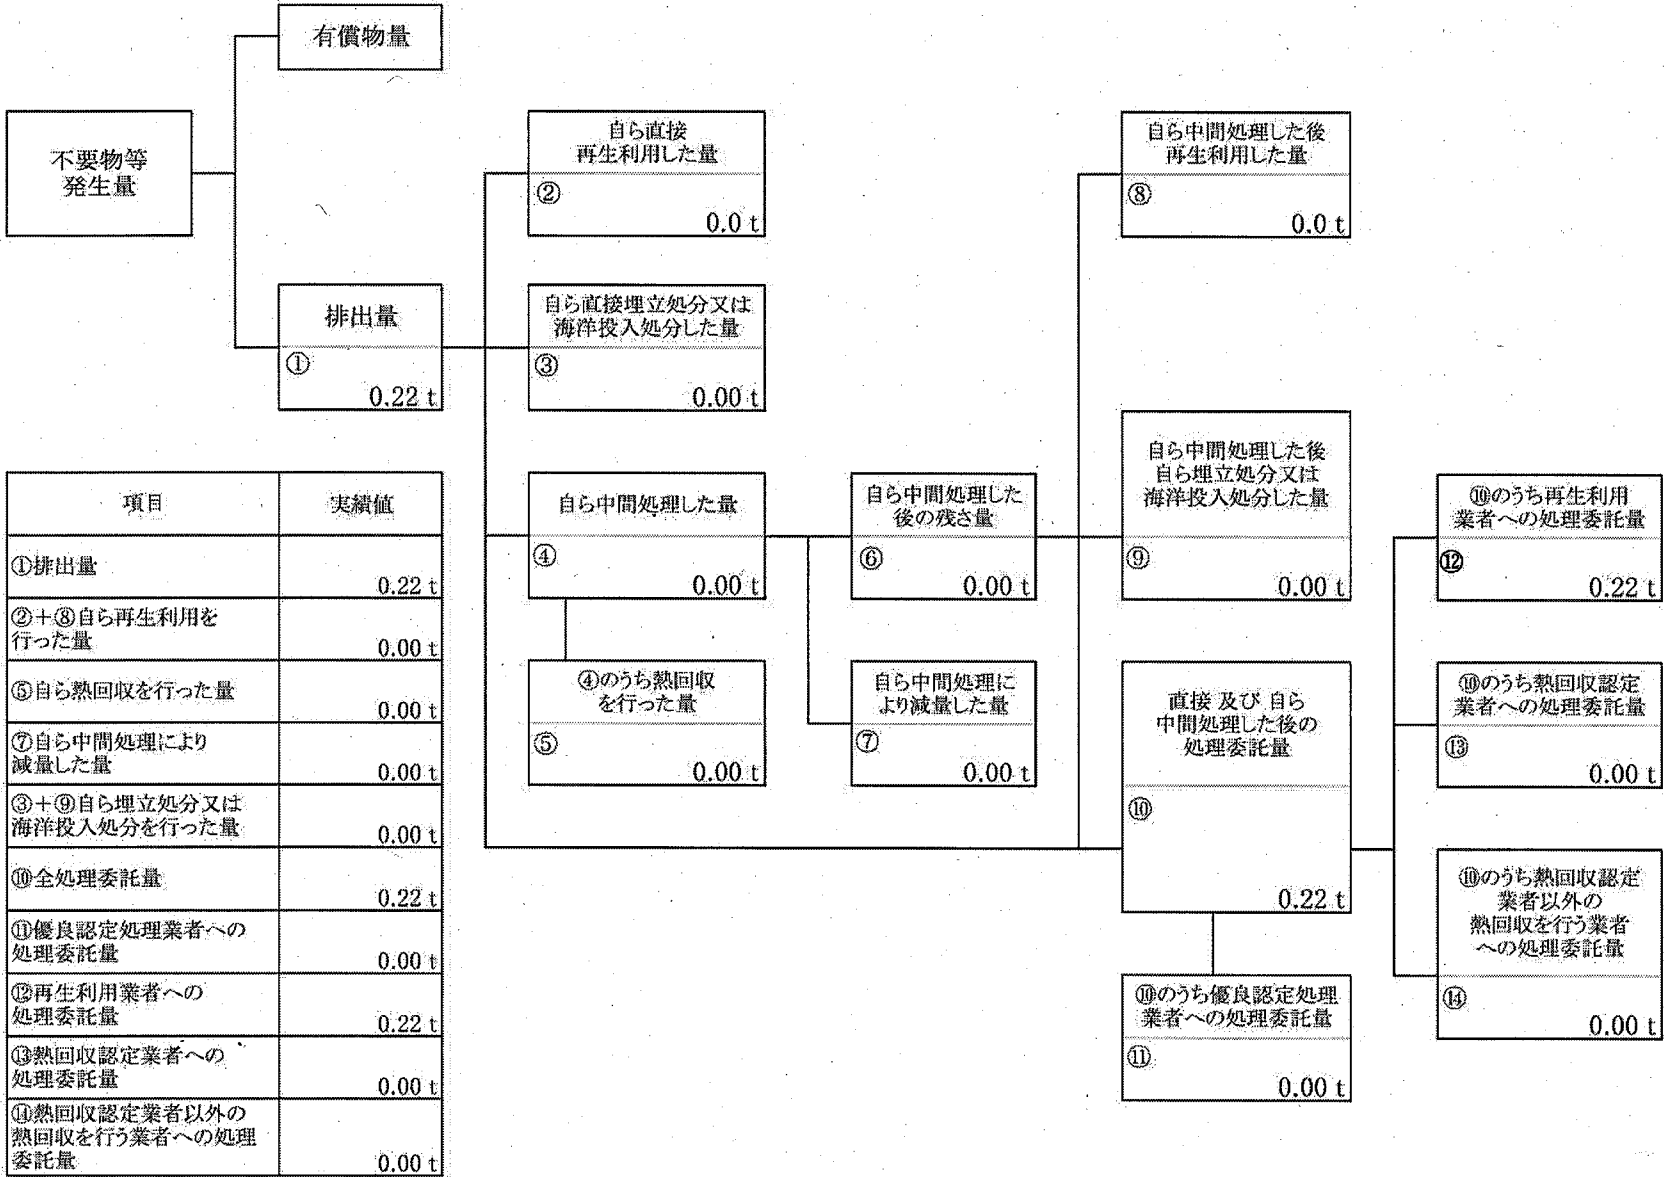 有償物量
不要物等
発生量
排出量
①
0.22 t
自ら直接
再生利用した量
②
0.0 t
自ら直接埋立処分又は
海洋投入処分した量
③
0.00 t
自ら中間処理した量
④
0.00 t
④のうち熱回収
を行った量
⑤
0.00 t
自ら中間処理した
後の残さ量
⑥
0.00 t
自ら中間処理に
より減量した量
⑦
0.00 t
自ら中間処理した後
再生利用した量
⑧
0.0 t
自ら中間処理した後
自ら埋立処分又は
海洋投入処分した量
⑨
0.00 t
直接 及び 自ら
中間処理した後の
処理委託量
⑩
0.22 t
⑩のうち優良認定処理
業者への処理委託量
⑪
0.00 t
⑩のうち再生利用
業者への処理委託量
⑫
0.22 t
⑩のうち熱回収認定
業者への処理委託量
⑬
0.00 t
⑩のうち熱回収認定
業者以外の
熱回収を行う業者
への処理委託量
⑭
0.00 t
項目 実績値
①排出量
0.22 t
②+⑧自ら再生利用を
行った量
0.00 t
⑤自ら熱回収を行った量
0.00 t
⑦自ら中間処理により
減量した量
0.00 t
③+⑨自ら埋立処分又は
海洋投入処分を行った量
0.00 t
⑩全処理委託量
0.22 t
⑪優良認定処理業者への
処理委託量
0.00 t
⑫再生利用業者への
処理委託量
0.22 t
⑬熱回収認定業者への
処理委託量
0.00 t
⑭熱回収認定業者以外の
熱回収を行う業者への処理
委託量
0.00 t